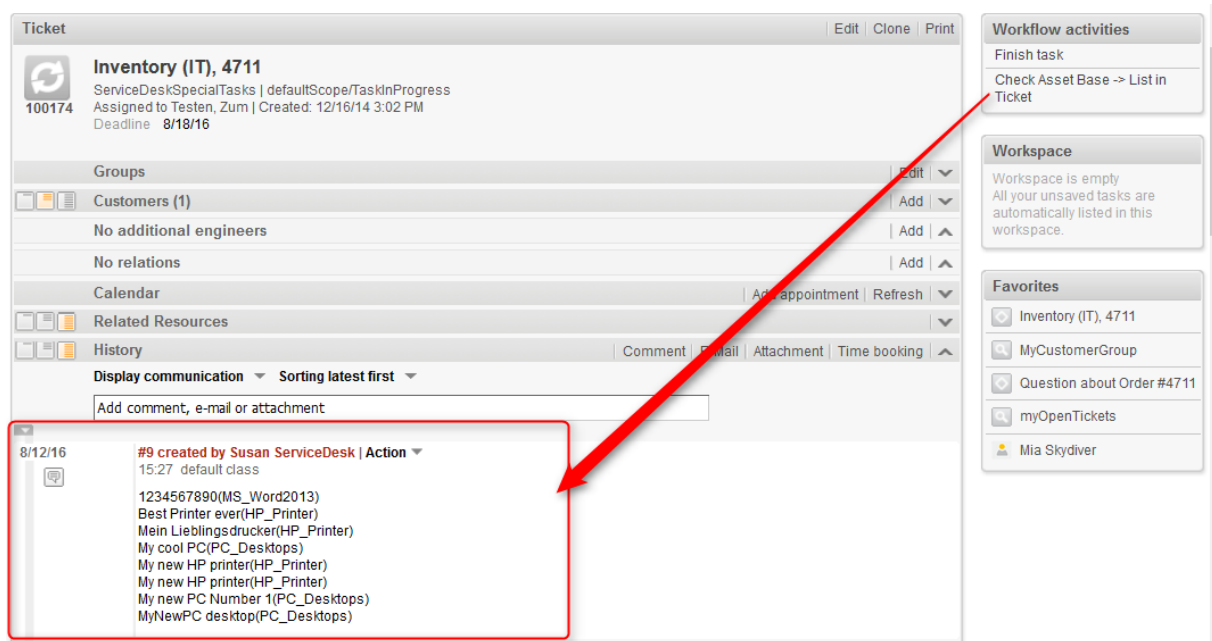 Ticket
Edit | Clone | Print
Inventory (IT), 4711
ServiceDeskSpecialTasks | defaultScope/TaskInProgress
100174
Assigned to Testen, Zum | Created: 12/16/14 3:02 PM
Deadline 8/18/16
Groups
Edit
Customers (1)
Add
No additional engineers
Add
No relations
Add
Calendar
Add appointment | Refresh
Related Resources
History
Comment | E-Mail | Attachment | Time booking
Display communication Sorting latest first
Add comment, e-mail or attachment
8/12/16
#9 created by Susan ServiceDesk | Action
15:27 default class
1234567890(MS_Word2013)
Best Printer ever(HP_Printer)
Mein Lieblingsdrucker(HP_Printer)
My cool PC(PC_Desktops)
My new HP printer(HP_Printer)
My new HP printer(HP_Printer)
My new PC Number 1(PC_Desktops)
MyNewPC desktop(PC_Desktops)
Workflow activities
Finish task
Check Asset Base -> List in
Ticket
Workspace
Workspace is empty
All your unsaved tasks are
automatically listed in this
workspace.
Favorites
Inventory (IT), 4711
MyCustomerGroup
Question about Order #4711
myOpenTickets
Mia Skydiver